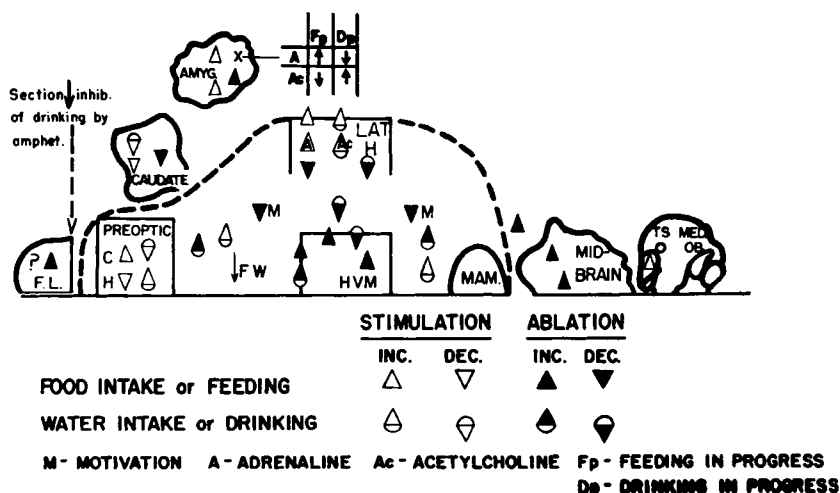 Fp Dp
A ↑ ↓
Ac ↓ ↑
X
AMYG.
Section inhib.
of drinking by
amphet.
CAUDATE
LAT
H
A Ac
M M
PREOPTIC
C
H
? F.L.
FW
HVM
MAM.
MID-
BRAIN
TS MED
OB.
STIMULATION ABLATION
INC. DEC. INC. DEC.
FOOD INTAKE or FEEDING
WATER INTAKE or DRINKING
M - MOTIVATION A - ADRENALINE Ac - ACETYLCHOLINE Fp - FEEDING IN PROGRESS
Dp - DRINKING IN PROGRESS